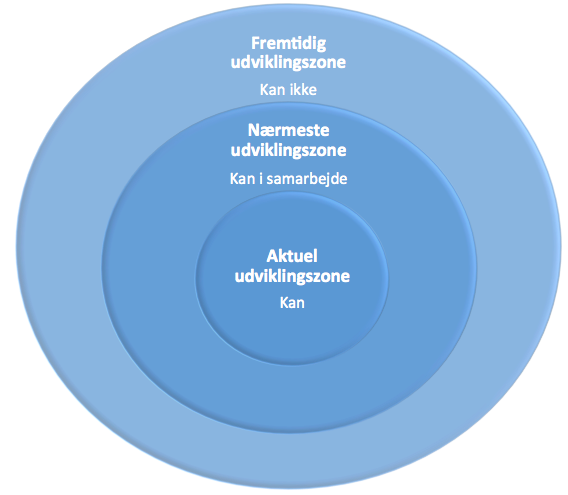 Fremtidig
udviklingszone
Kan ikke
Nærmeste
udviklingszone
Kan i samarbejde
Aktuel
udviklingszone
Kan